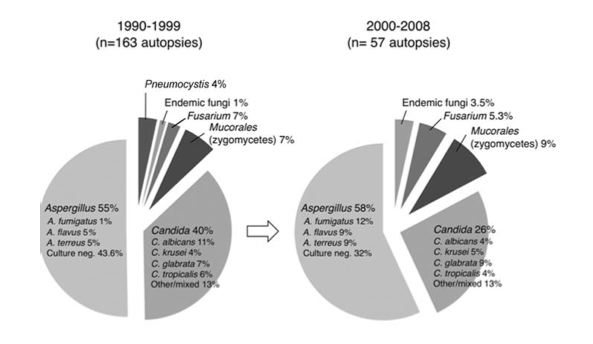 1990-1999
(n=163 autopsies)
Pneumocystis 4%
Endemic fungi 1%
Fusarium 7%
Mucorales
(zygomycetes) 7%
Aspergillus 55%
A. fumigatus 1%
A. flavus 5%
A. terreus 5%
Culture neg. 43.6%
Candida 40%
C. albicans 11%
C. krusei 4%
C. glabrata 7%
C. tropicalis 6%
Other/mixed 13%
2000-2008
(n= 57 autopsies)
Endemic fungi 3.5%
Fusarium 5.3%
Mucorales
(zygomycetes) 9%
Aspergillus 58%
A. fumigatus 12%
A. flavus 9%
A. terreus 9%
Culture neg. 32%
Candida 26%
C. albicans 4%
C. krusei 5%
C. glabrata 9%
C. tropicalis 4%
Other/mixed 13%